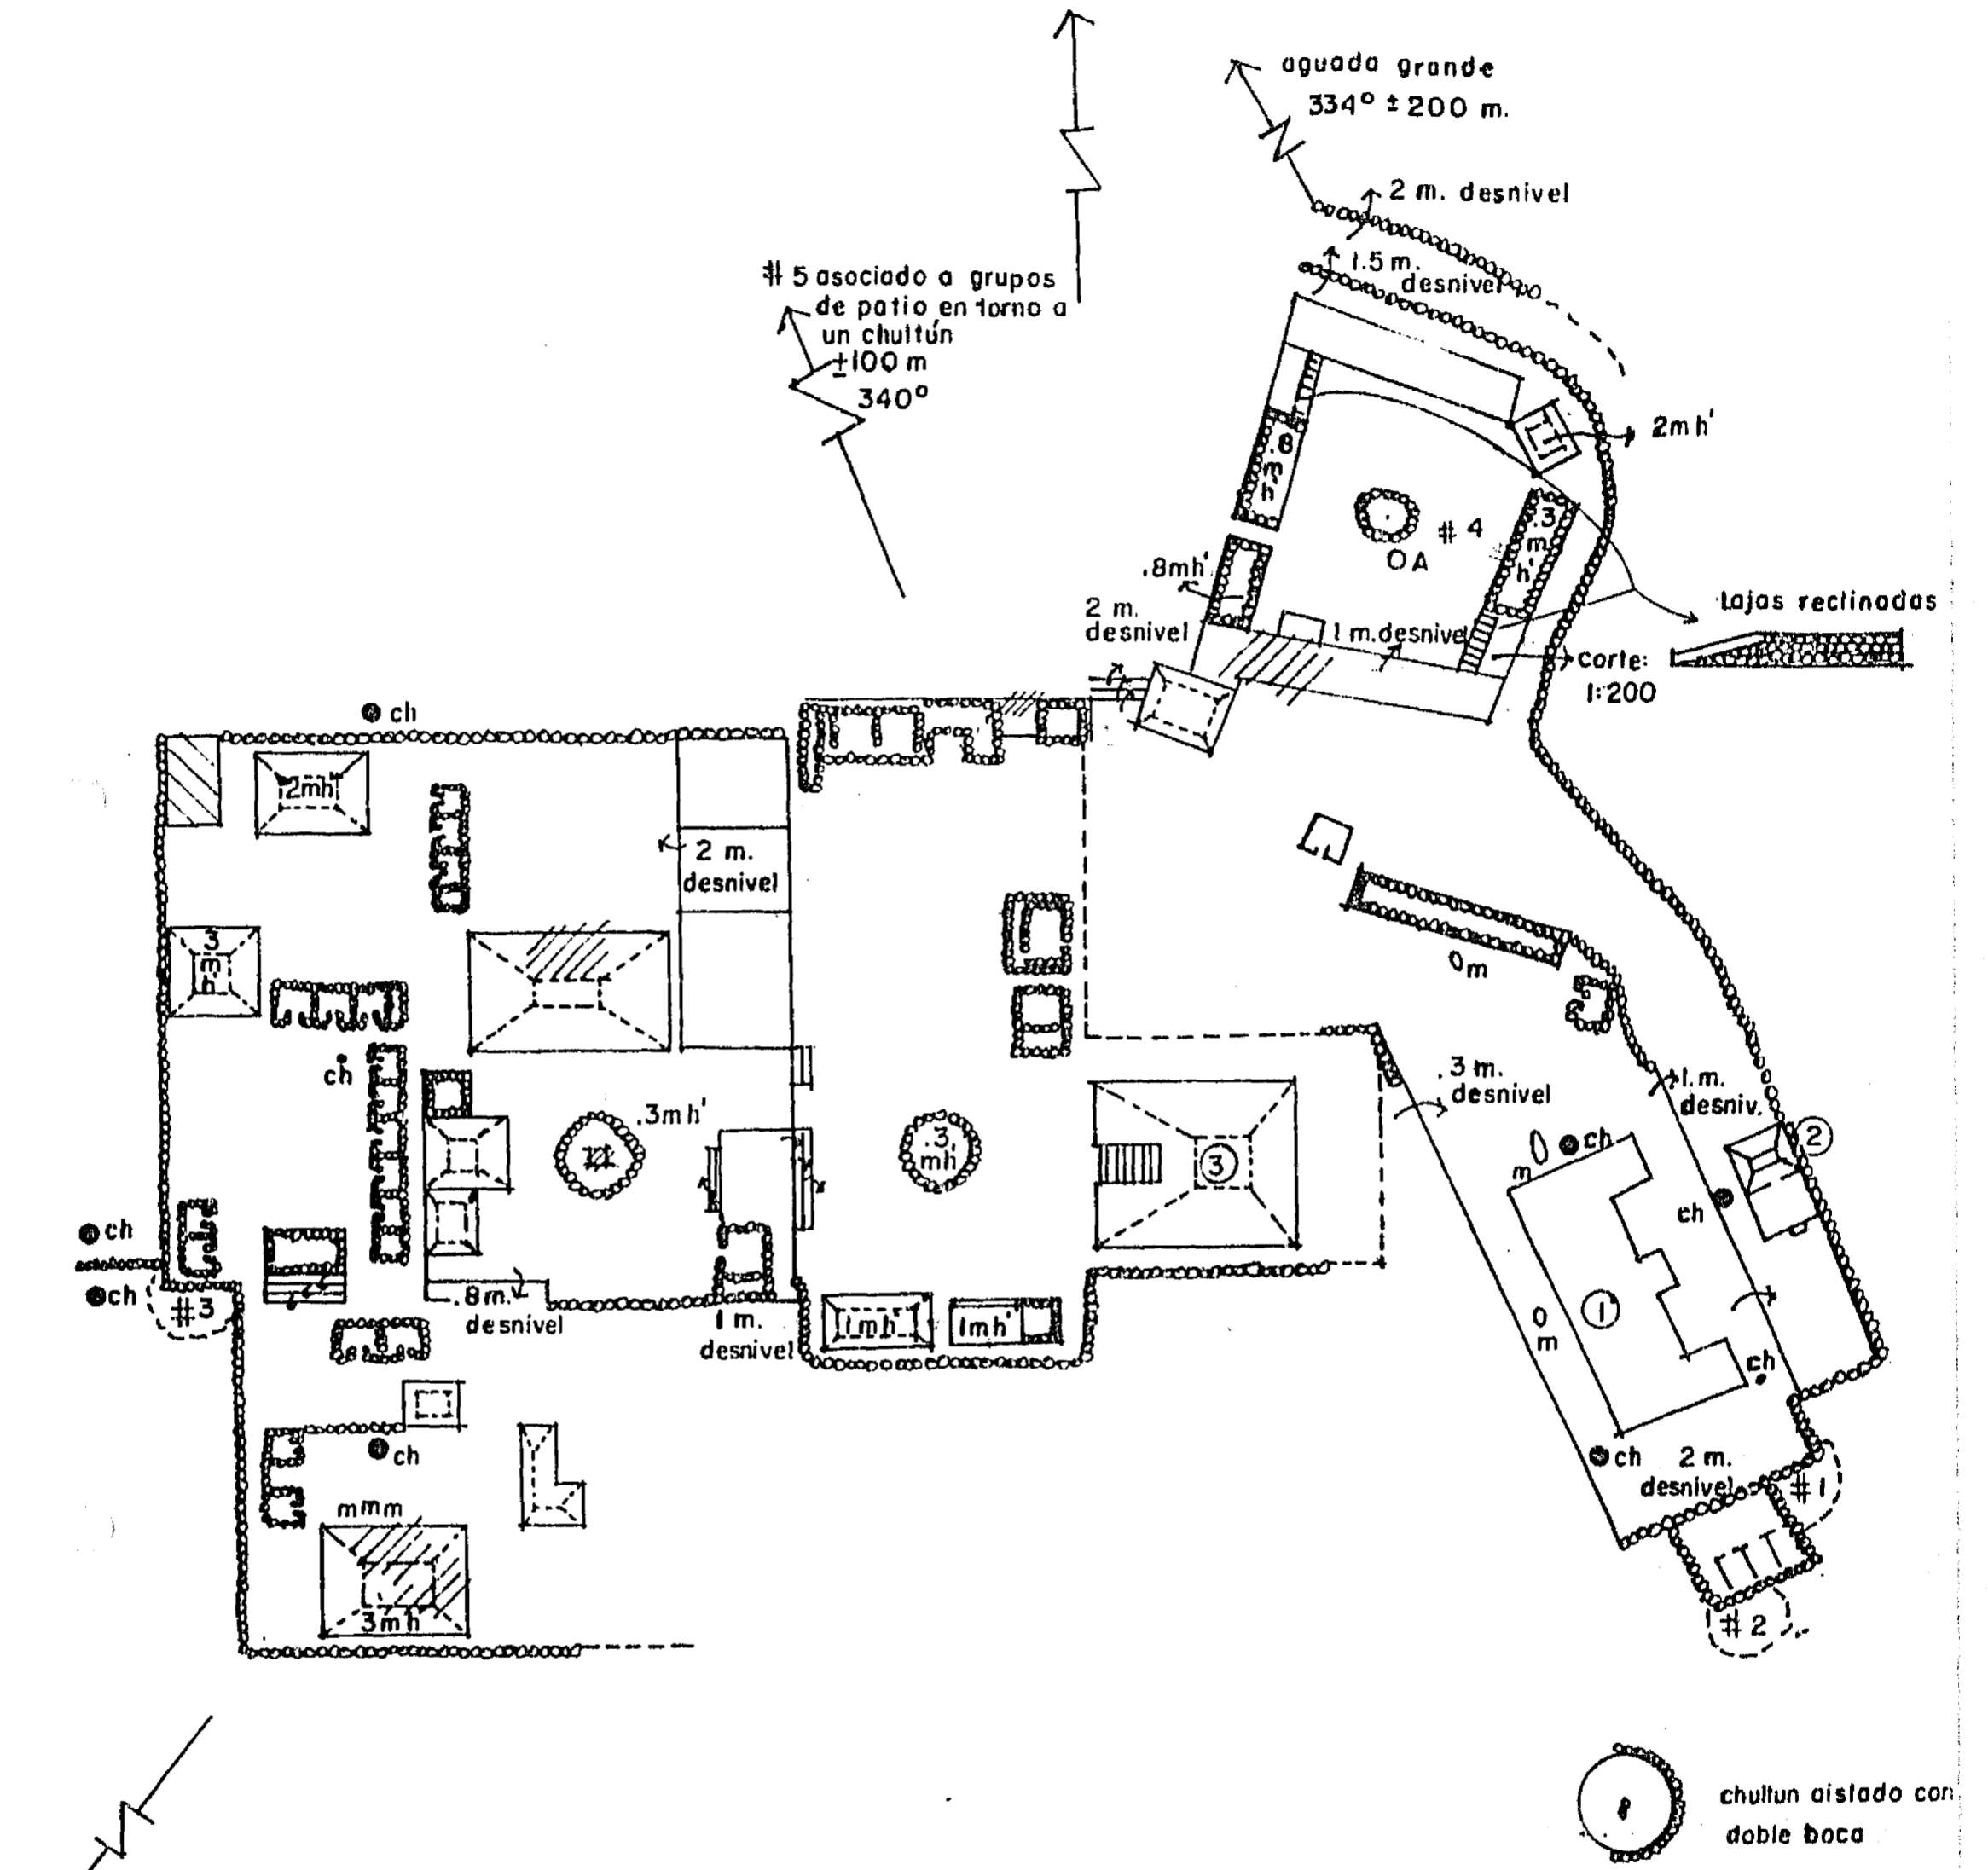 aguada grande
334° ± 200 m.
2 m. desnivel
1.5 m.
desnivel
# 5 asociado a grupos
de patio en torno a
un chultún
±100 m
340°
2mh'
.8
m
h'
# 4
OA
.3
m
h'
.8mh'
2 m.
desnivel
1 m.desnivel
Lajas reclinadas
corte:
1:200
ch
2mh'
2 m.
desnivel
3
m
h'
0m
ch
.3mh'
.3
mh
3
.3 m.
desnivel
1.m.
desniv.
2
ch
0
m
ch
ch
ch
# 3
.8 m.
desnivel
1 m.
desnivel
1mh'
1mh'
0
m
1
ch
ch
ch
2 m.
desnivel
# 1
mmm
3mh
# 2
chultun aislado con
doble boca